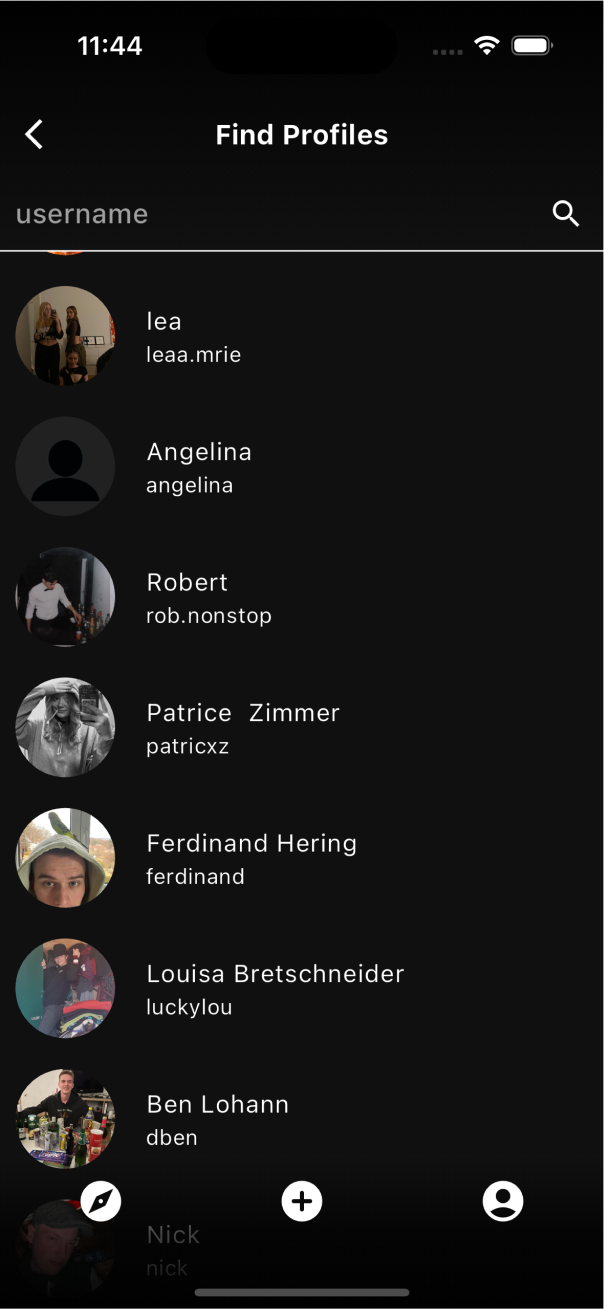 11:44
Find Profiles
username
lea
leaa.mrie
Angelina
angelina
Robert
rob.nonstop
Patrice  Zimmer
patricxz
Ferdinand Hering
ferdinand
Louisa Bretschneider
luckylou
Ben Lohann
dben
Nick
nick